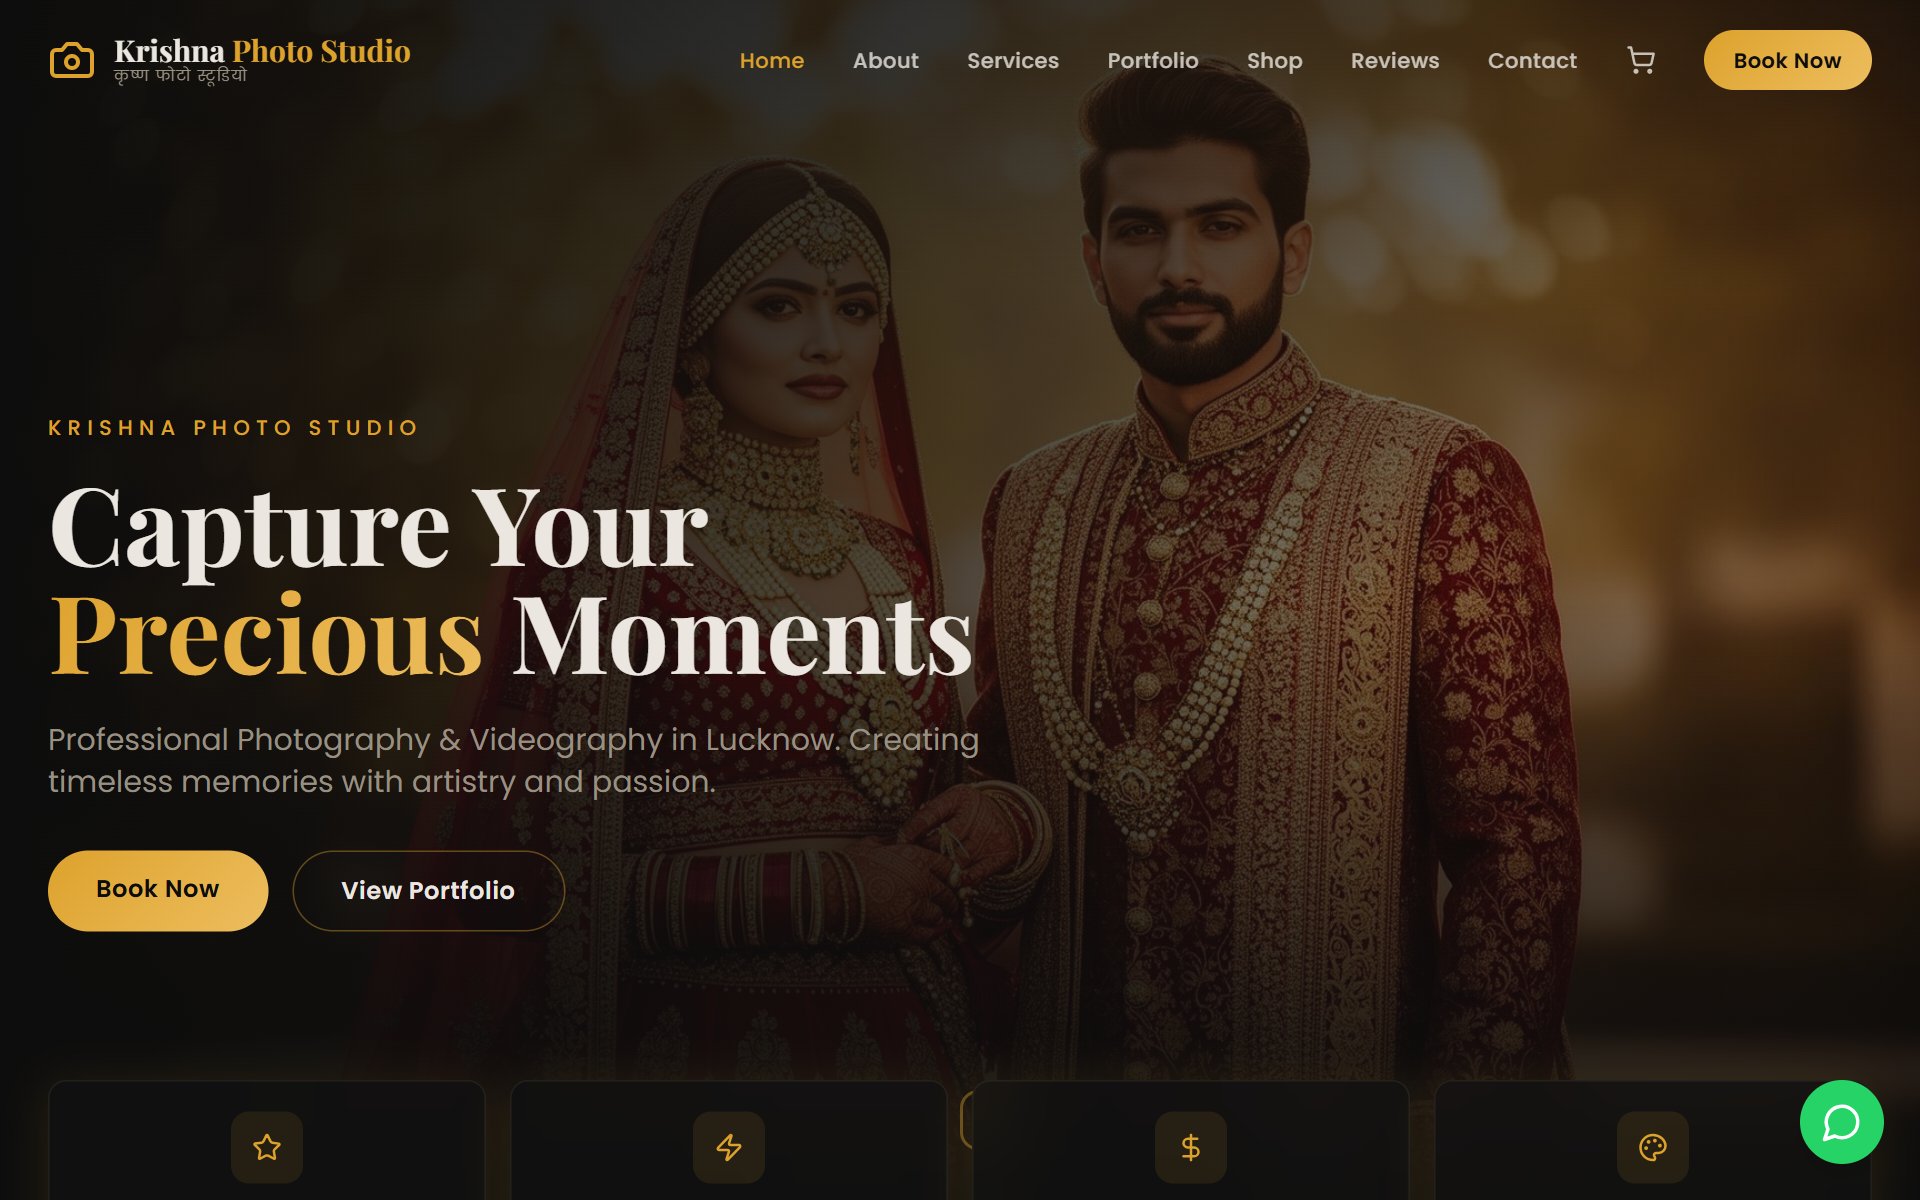 Krishna Photo Studio
कृष्ण फोटो स्टूडियो
Home About Services Portfolio Shop Reviews Contact Book Now
KRISHNA PHOTO STUDIO
Capture Your
Precious Moments
Professional Photography & Videography in Lucknow. Creating
timeless memories with artistry and passion.
Book Now View Portfolio